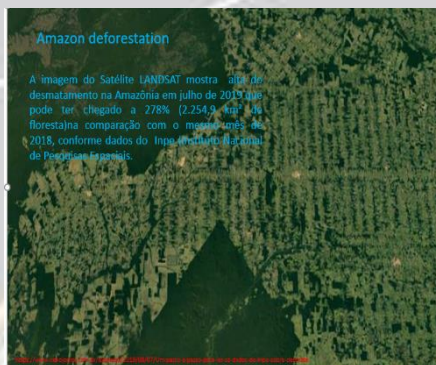 Amazon deforestation
A imagem do Satélite LANDSAT mostra alta do
desmatamento na Amazônia em julho de 2019 que
pode ter chegado a 278% (2.254,9 km² de
floresta)na comparação com o mesmo mês de
2018, conforme dados do Inpe (Instituto Nacional
de Pesquisas Espaciais.